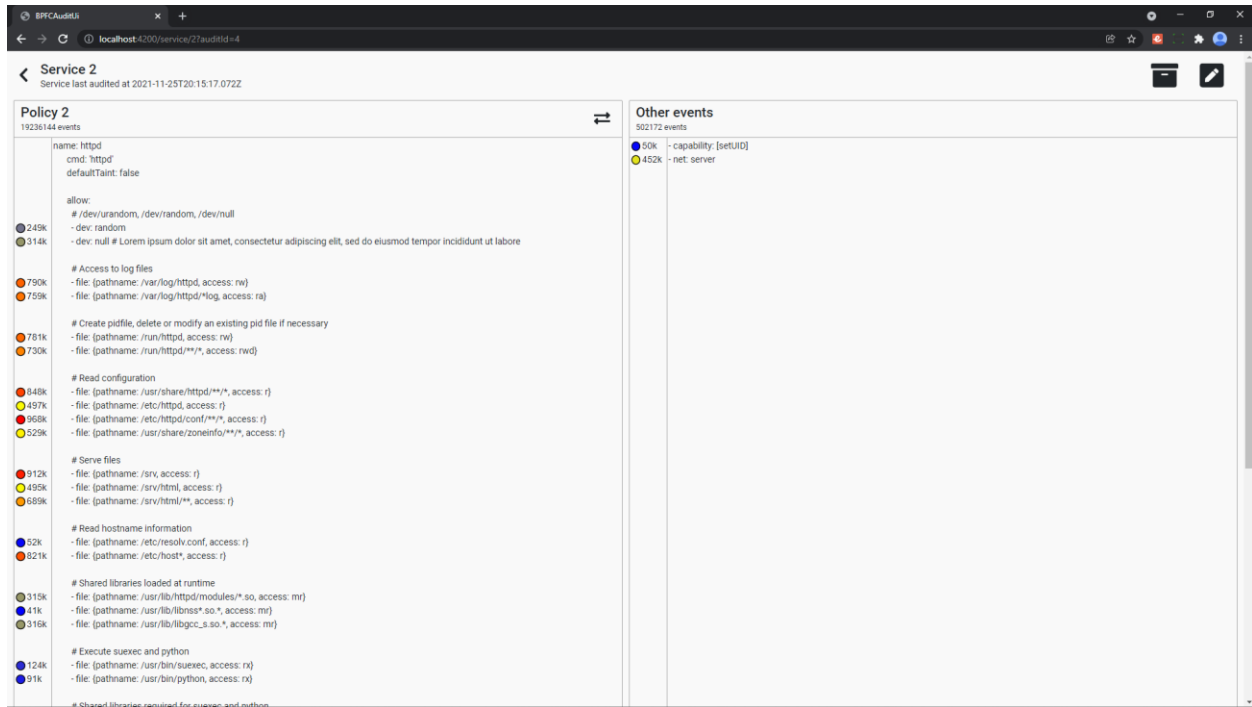 BPFCAuditUi
localhost:4200/service/2?auditId=4
Service 2
Service last audited at 2021-11-25T20:15:17.072Z
Policy 2
19236144 events
name: httpd
cmd: 'httpd'
defaultTaint: false
allow:
# /dev/urandom, /dev/random, /dev/null
249k - dev: random
314k - dev: null # Lorem ipsum dolor sit amet, consectetur adipiscing elit, sed do eiusmod tempor incididunt ut labore
# Access to log files
790k - file: {pathname: /var/log/httpd, access: rw}
759k - file: {pathname: /var/log/httpd/*log, access: ra}
# Create pidfile, delete or modify an existing pid file if necessary
781k - file: {pathname: /run/httpd, access: rw}
730k - file: {pathname: /run/httpd/**/*, access: rwd}
# Read configuration
848k - file: {pathname: /usr/share/httpd/**/*, access: r}
497k - file: {pathname: /etc/httpd, access: r}
968k - file: {pathname: /etc/httpd/conf/**/*, access: r}
529k - file: {pathname: /usr/share/zoneinfo/**/*, access: r}
# Serve files
912k - file: {pathname: /srv, access: r}
495k - file: {pathname: /srv/html, access: r}
689k - file: {pathname: /srv/html/**, access: r}
# Read hostname information
52k - file: {pathname: /etc/resolv.conf, access: r}
821k - file: {pathname: /etc/host*, access: r}
# Shared libraries loaded at runtime
315k - file: {pathname: /usr/lib/httpd/modules/*.so, access: mr}
41k - file: {pathname: /usr/lib/libnss*.so.*, access: mr}
316k - file: {pathname: /usr/lib/libgcc_s.so.*, access: mr}
# Execute suexec and python
124k - file: {pathname: /usr/bin/suexec, access: rx}
91k - file: {pathname: /usr/bin/python, access: rx}
# Shared libraries required for suexec and python
Other events
502172 events
50k - capability: [setUID]
452k - net: server